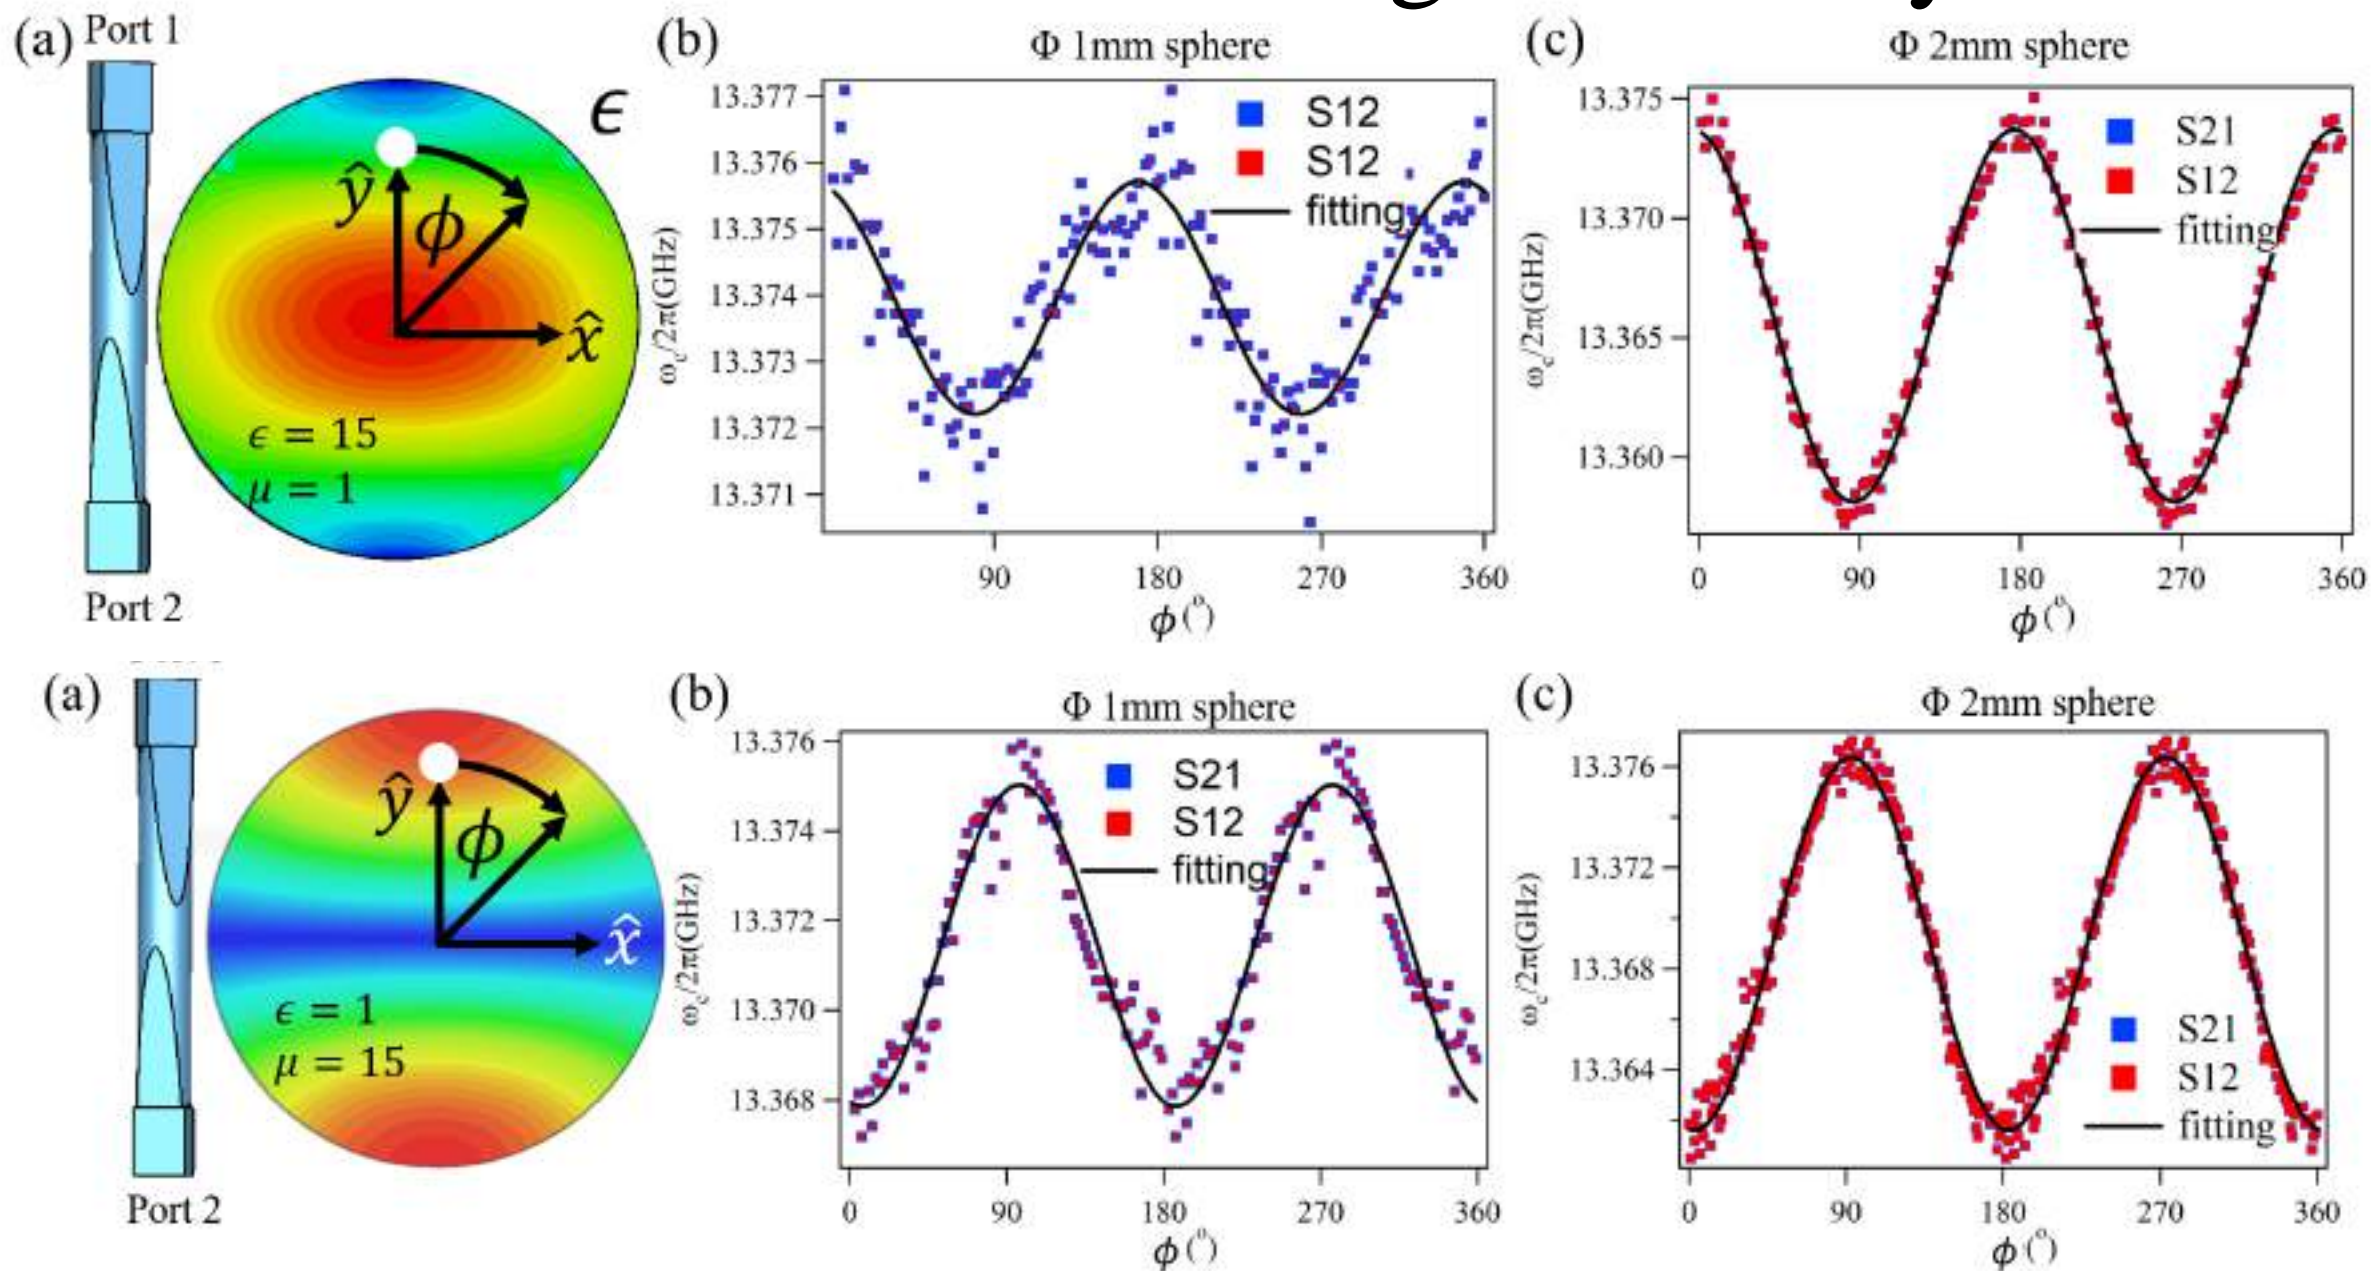 (a) Port 1
ϵ
ŷ
ϕ
x̂
ϵ = 15
μ = 1
Port 2
(b) Φ 1mm sphere
13.377
13.376
13.375
13.374
13.373
13.372
13.371
ω_c/2π(GHz)
S12
S12
fitting
90 180 270 360
ϕ (°)
(c) Φ 2mm sphere
13.375
13.370
13.365
13.360
ω_c/2π(GHz)
S21
S12
fitting
0 90 180 270 360
ϕ (°)
(a)
ŷ
ϕ
x̂
ϵ = 1
μ = 15
Port 2
(b) Φ 1mm sphere
13.376
13.374
13.372
13.370
13.368
ω_c/2π(GHz)
S21
S12
fitting
0 90 180 270 360
ϕ (°)
(c) Φ 2mm sphere
13.376
13.372
13.368
13.364
ω_c/2π(GHz)
S21
S12
fitting
0 90 180 270 360
ϕ (°)